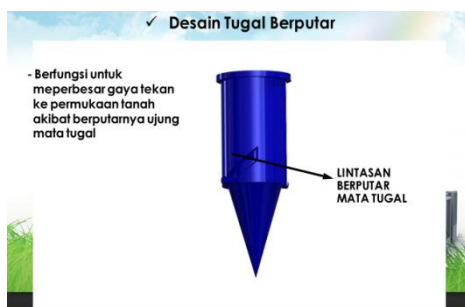 ✓ Desain Tugal Berputar
- Berfungsi untuk
meperbesar gaya tekan
ke permukaan tanah
akibat berputarnya ujung
mata tugal
LINTASAN
BERPUTAR
MATA TUGAL